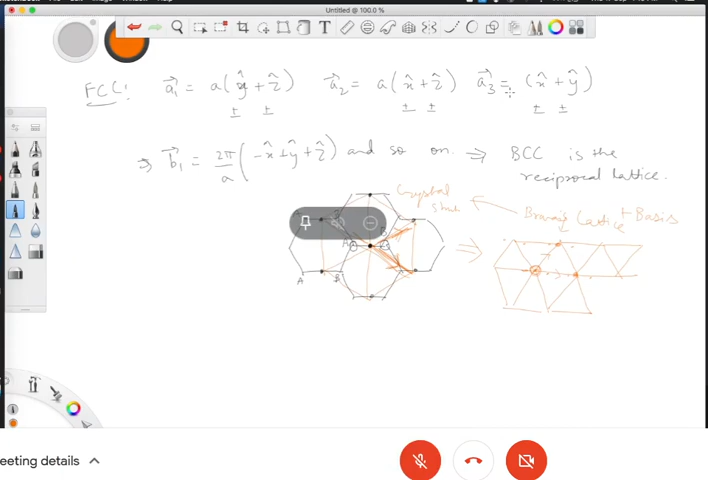 Untitled @ 100.0 %
FCC: a⃗1 = a(ŷ + ẑ) a⃗2 = a(x̂ + ẑ) a⃗3 = (x̂ + ŷ)
± ± ± ± ± ±
⇒ b⃗1 = 2π/a (-x̂ + ŷ + ẑ) and so on. ⇒ BCC is the
reciprocal lattice.
Crystal
Bravais Lattice + Basis
A B
A B
eeting details